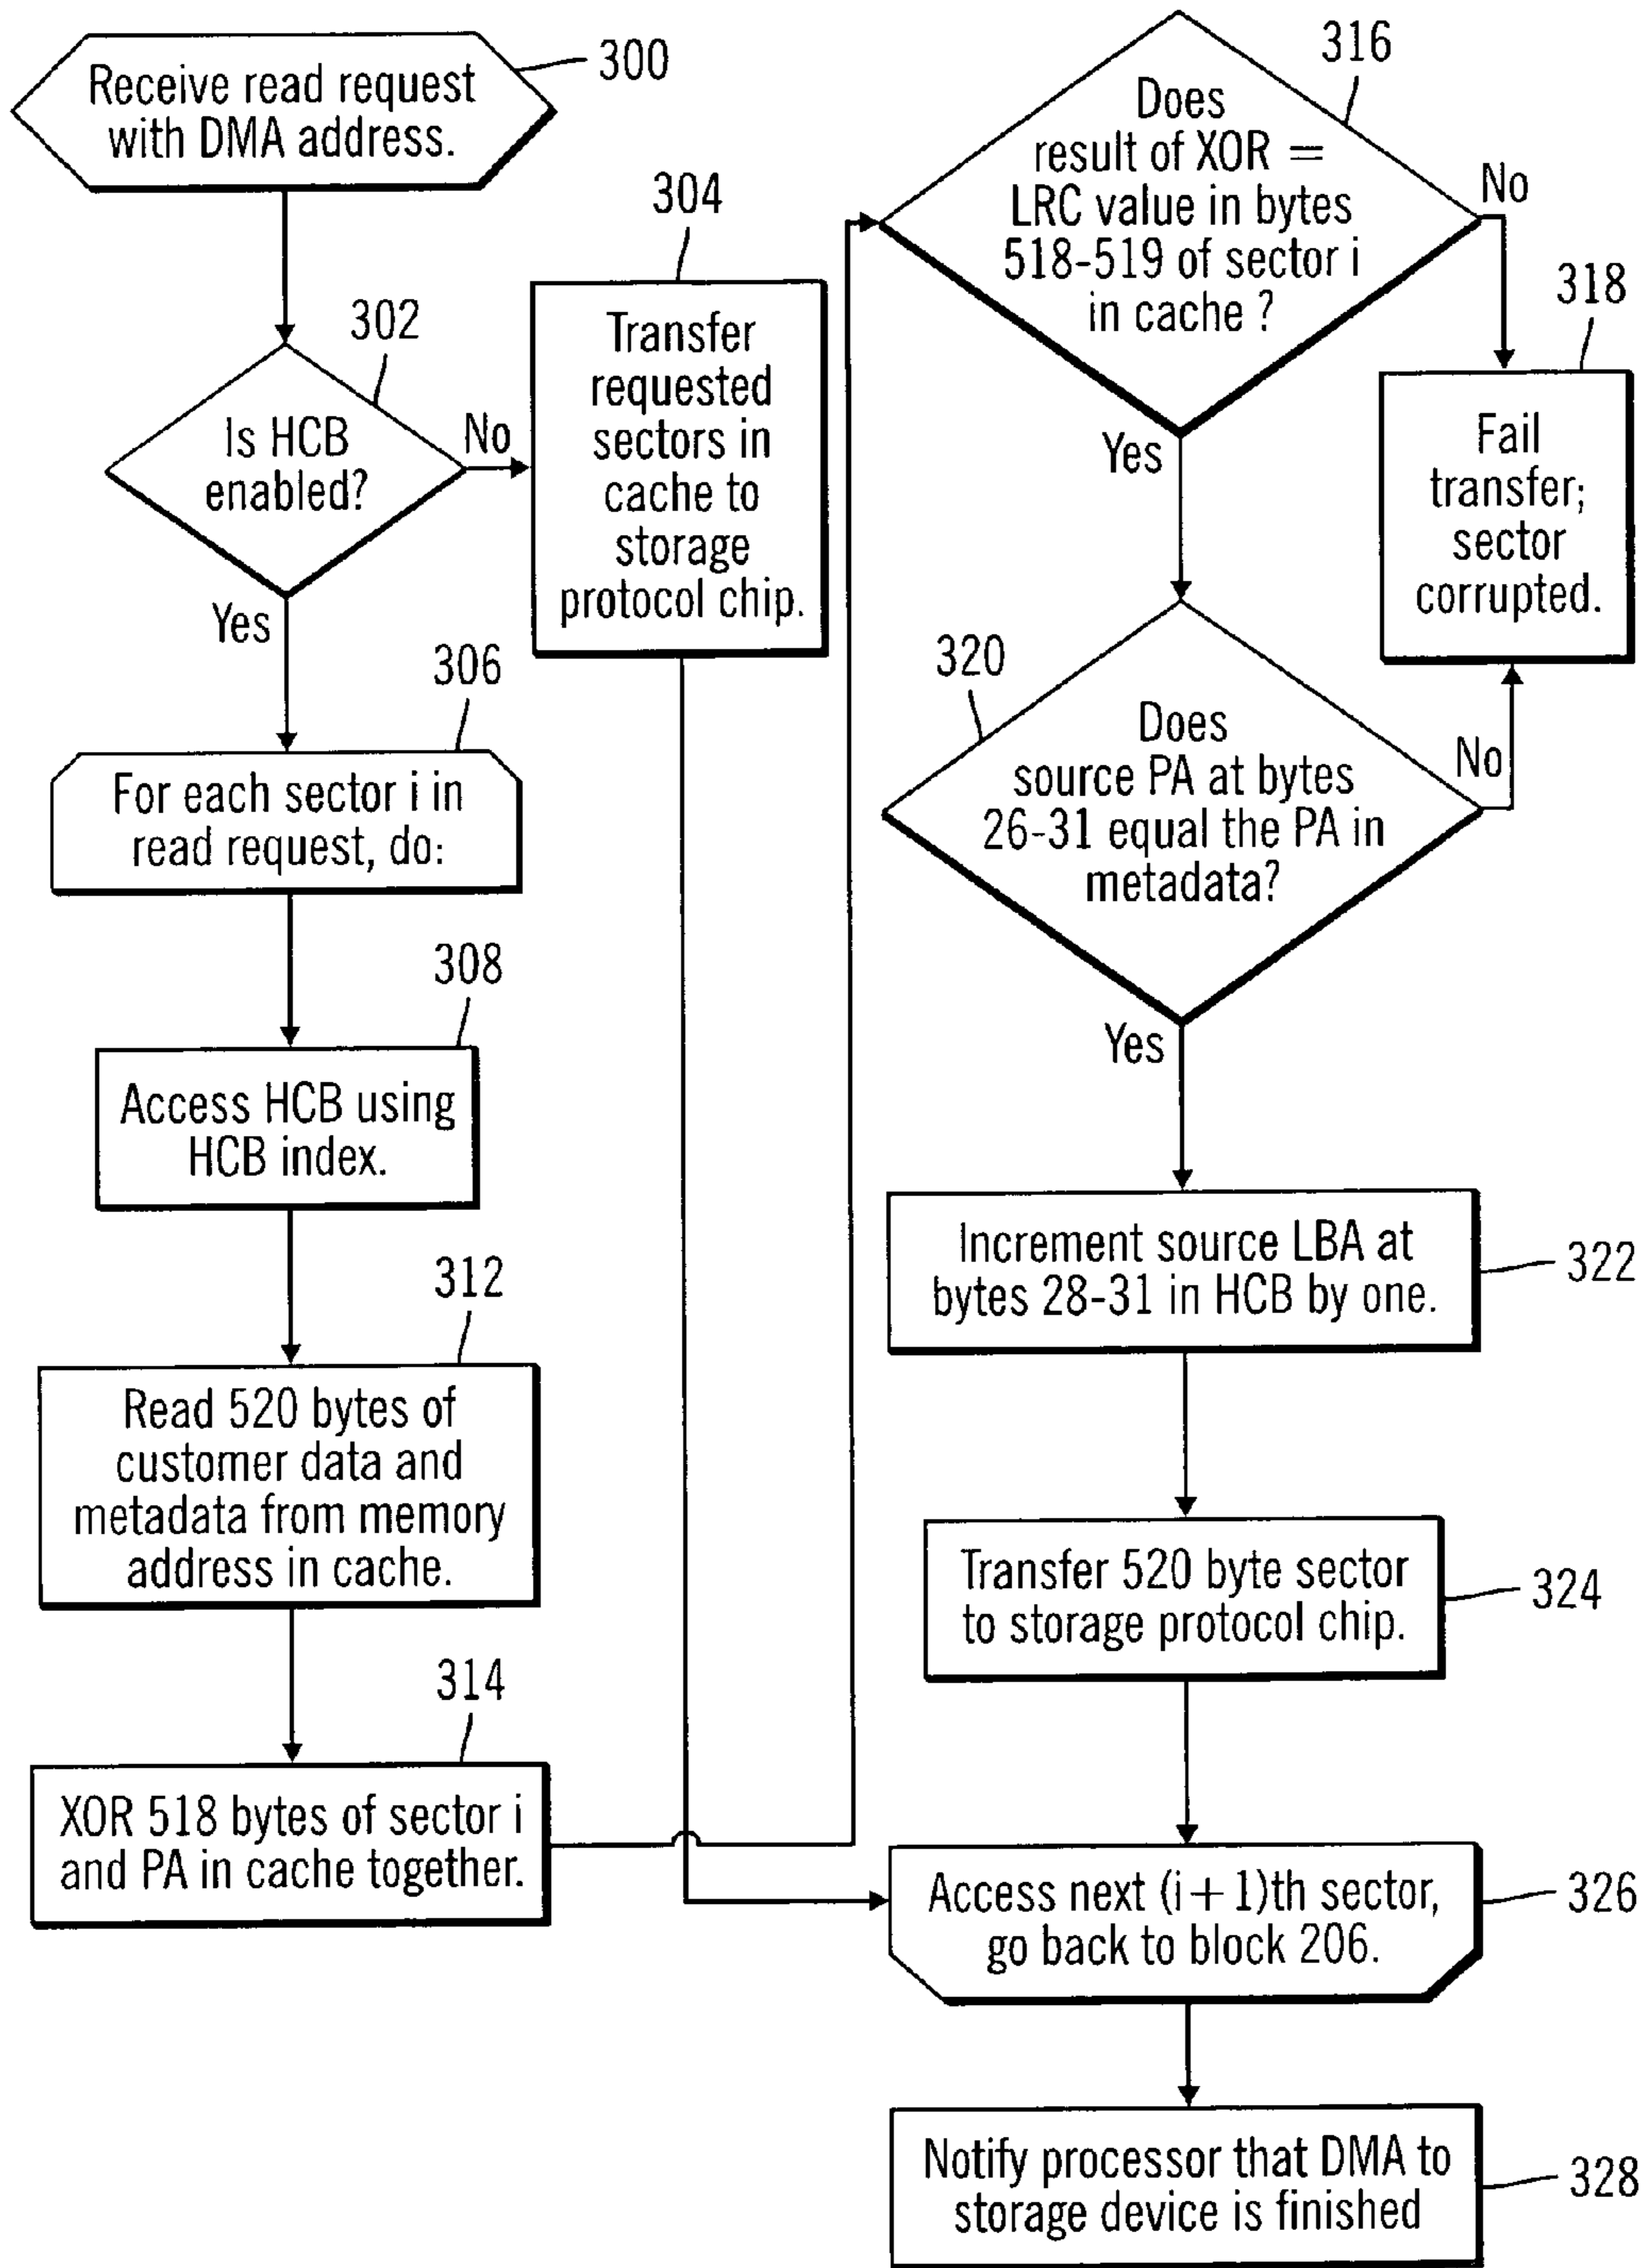 Receive read request
with DMA address.
300
302
Is HCB
enabled?
No
Yes
304
Transfer
requested
sectors in
cache to
storage
protocol chip.
306
For each sector i in
read request, do:
308
Access HCB using
HCB index.
312
Read 520 bytes of
customer data and
metadata from memory
address in cache.
314
XOR 518 bytes of sector i
and PA in cache together.
316
Does
result of XOR =
LRC value in bytes
518-519 of sector i
in cache ?
No
Yes
318
Fail
transfer;
sector
corrupted.
320
Does
source PA at bytes
26-31 equal the PA in
metadata?
No
Yes
Increment source LBA at
bytes 28-31 in HCB by one.
322
Transfer 520 byte sector
to storage protocol chip.
324
Access next (i+1)th sector,
go back to block 206.
326
Notify processor that DMA to
storage device is finished
328